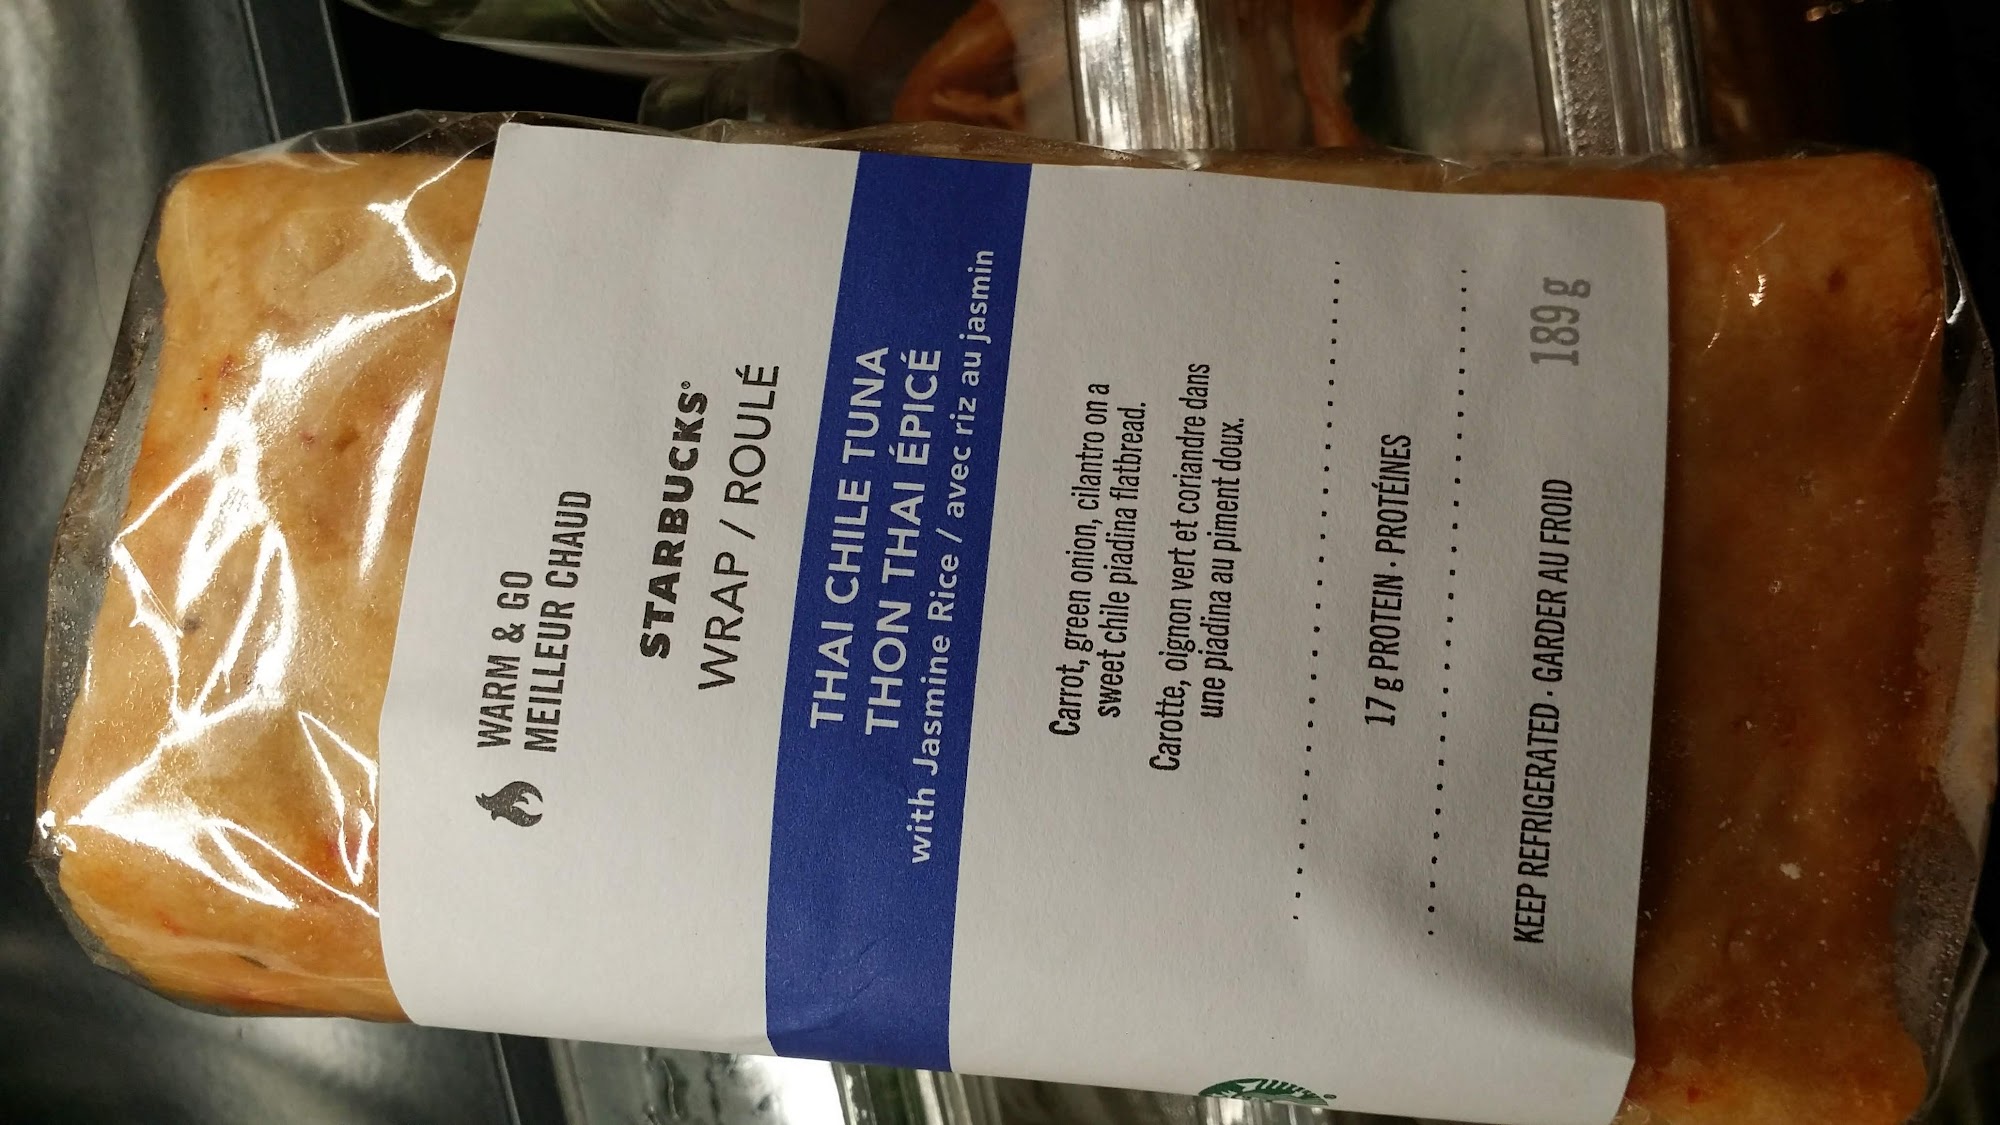 WARM & GO
MEILLEUR CHAUD
STARBUCKS®
WRAP / ROULÉ
THAI CHILE TUNA
THON THAI ÉPICÉ
with Jasmine Rice / avec riz au jasmin
Carrot, green onion, cilantro on a
sweet chile piadina flatbread.
Carotte, oignon vert et coriandre dans
une piadina au piment doux.
17 g PROTEIN · PROTÉINES
KEEP REFRIGERATED · GARDER AU FROID 189 g